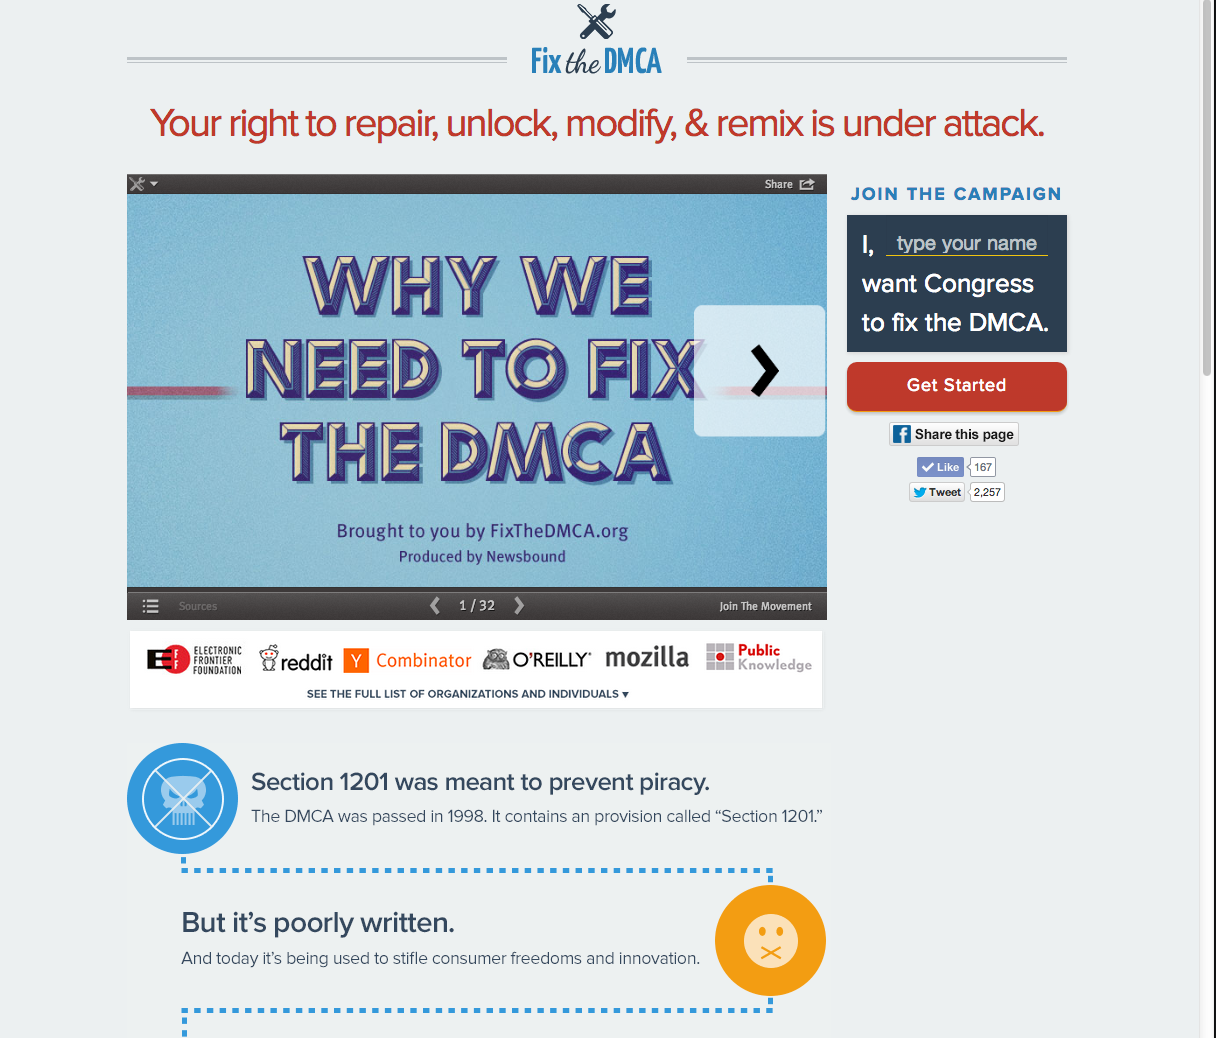 Fix the DMCA
Your right to repair, unlock, modify, & remix is under attack.
Share
WHY WE
NEED TO FIX
THE DMCA
Brought to you by FixTheDMCA.org
Produced by Newsbound
Sources
1 / 32
Join The Movement
JOIN THE CAMPAIGN
I, type your name
want Congress
to fix the DMCA.
Get Started
Share this page
Like 167
Tweet 2,257
EFF ELECTRONIC
FRONTIER
FOUNDATION
reddit
Y Combinator
O'REILLY
mozilla
Public
Knowledge
SEE THE FULL LIST OF ORGANIZATIONS AND INDIVIDUALS ▾
Section 1201 was meant to prevent piracy.
The DMCA was passed in 1998. It contains an provision called “Section 1201.”
But it’s poorly written.
And today it’s being used to stifle consumer freedoms and innovation.